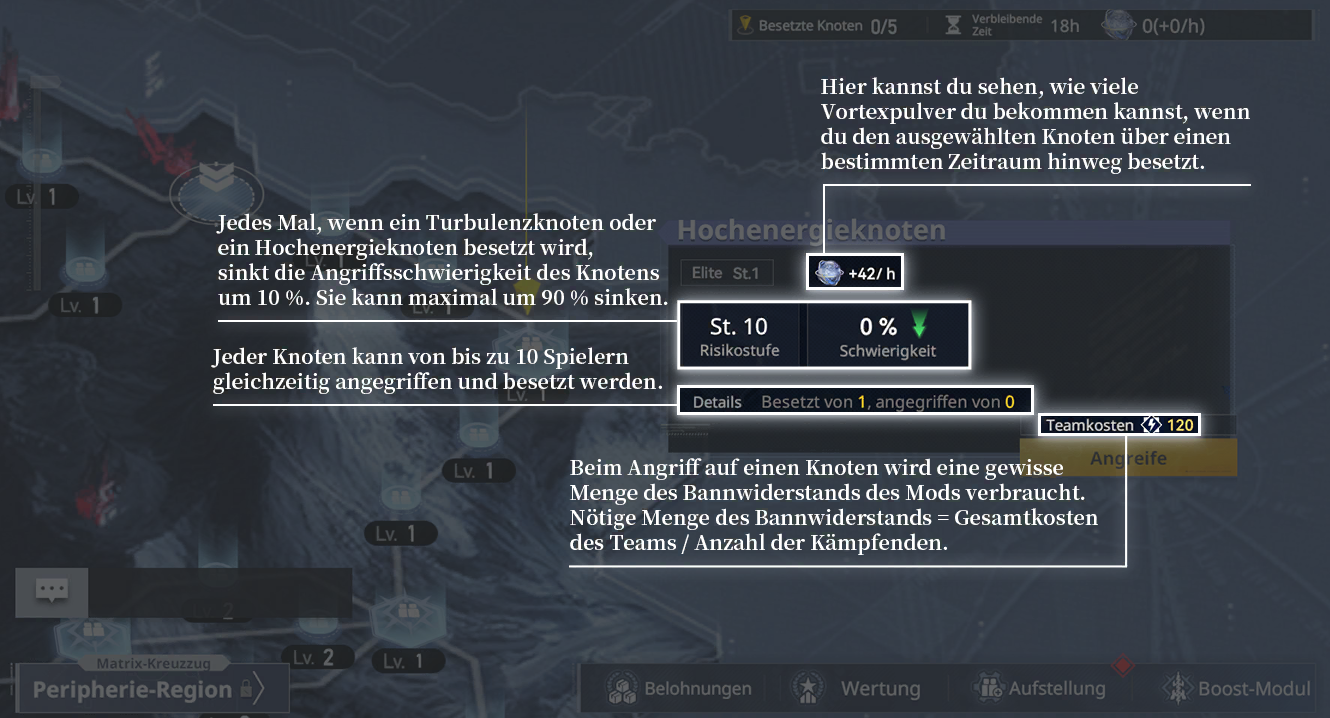 Besetzte Knoten 0/5
Verbleibende
Zeit
18h
0(+0/h)
Hier kannst du sehen, wie viele
Vortexpulver du bekommen kannst, wenn
du den ausgewählten Knoten über einen
bestimmten Zeitraum hinweg besetzt.
Lv. 1
Jedes Mal, wenn ein Turbulenzknoten oder
ein Hochenergieknoten besetzt wird,
sinkt die Angriffsschwierigkeit des Knotens
um 10 %. Sie kann maximal um 90 % sinken.
Hochenergieknoten
Elite St.1
+42/h
Lv. 1
Lv. 1
St. 10
Risikostufe
0 %
Schwierigkeit
Jeder Knoten kann von bis zu 10 Spielern
gleichzeitig angegriffen und besetzt werden.
Lv. 1
Details Besetzt von 1, angegriffen von 0
Teamkosten 120
Angreife
Beim Angriff auf einen Knoten wird eine gewisse
Menge des Bannwiderstands des Mods verbraucht.
Nötige Menge des Bannwiderstands = Gesamtkosten
des Teams / Anzahl der Kämpfenden.
Lv. 1
Lv. 1
Lv. 2
Lv. 2
Lv. 1
Matrix-Kreuzzug
Peripherie-Region
Belohnungen
Wertung
Aufstellung
Boost-Modul